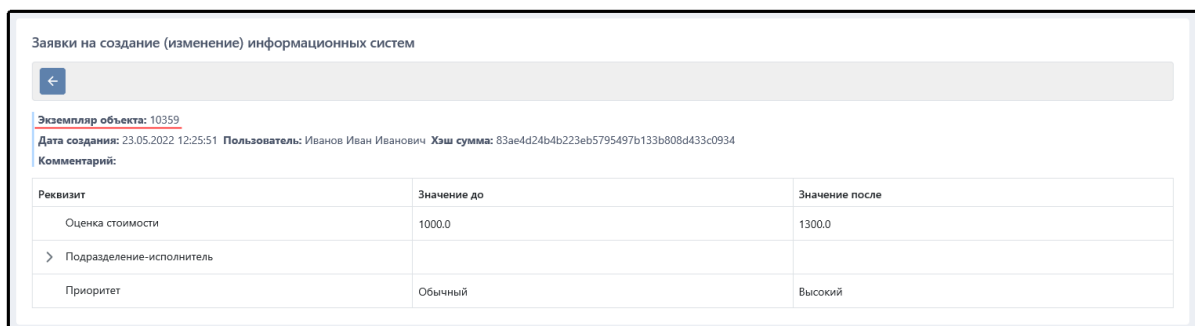 Заявки на создание (изменение) информационных систем
Экземпляр объекта: 10359
Дата создания: 23.05.2022 12:25:51 Пользователь: Иванов Иван Иванович Хэш сумма: 83ae4d24b4b223eb5795497b133b808d433c0934
Комментарий:
Реквизит Значение до Значение после
Оценка стоимости 1000.0 1300.0
Подразделение-исполнитель
Приоритет Обычный Высокий